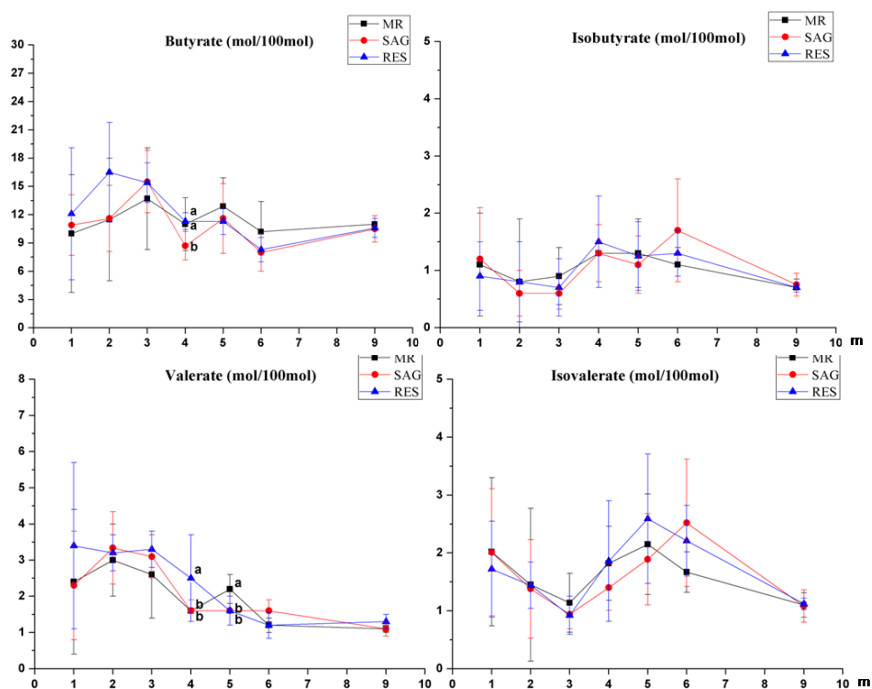 Butyrate (mol/100mol)
MR
SAG
RES
30
27
24
21
18
15
12
9
6
3
0
a
a
b
0 1 2 3 4 5 6 7 8 9 10
Isobutyrate (mol/100mol)
MR
SAG
RES
5
4
3
2
1
0
0 1 2 3 4 5 6 7 8 9 10 m
Valerate (mol/100mol)
MR
SAG
RES
8
7
6
5
4
3
2
1
0
a
b
b
a
b
b
0 1 2 3 4 5 6 7 8 9 10
Isovalerate (mol/100mol)
MR
SAG
RES
5
4
3
2
1
0
0 1 2 3 4 5 6 7 8 9 10 m